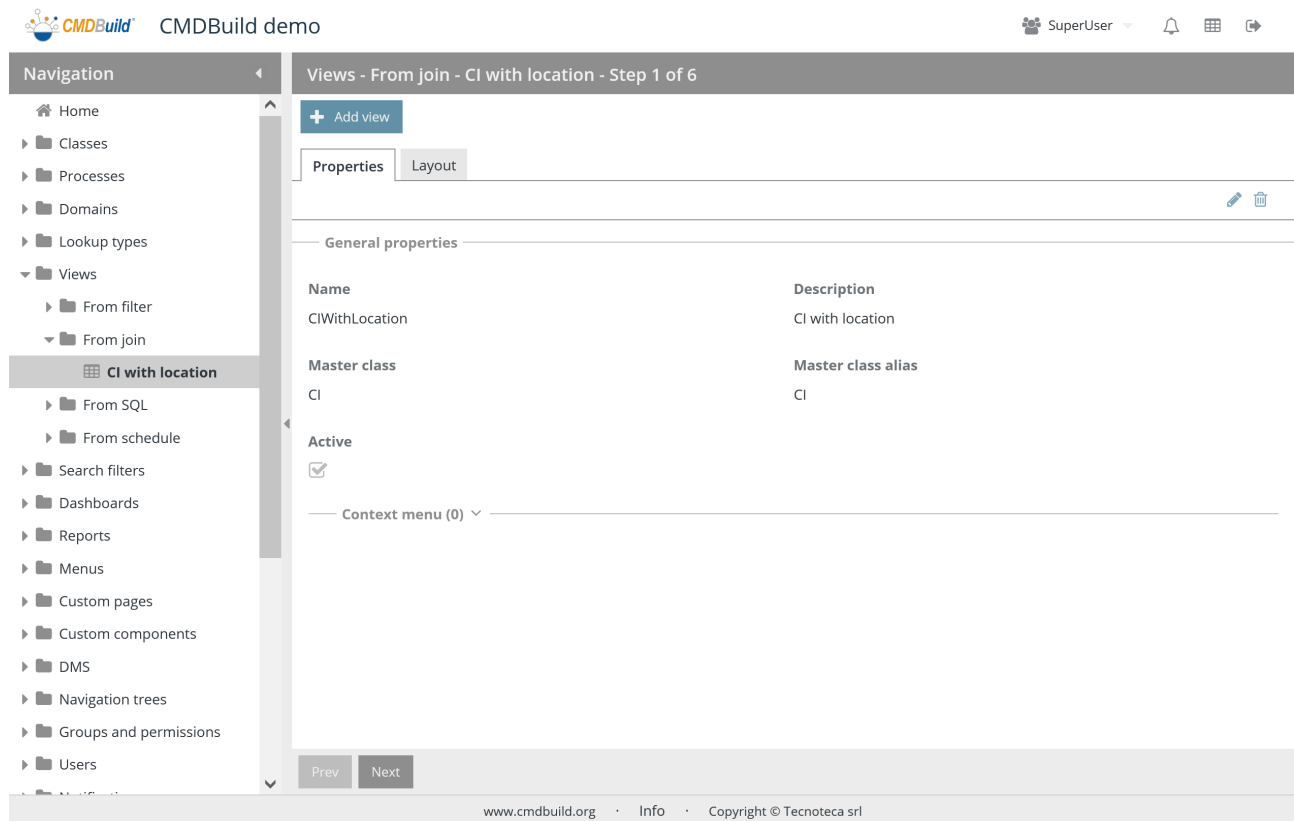 CMDBuild CMDBuild demo SuperUser
Navigation
Home
Classes
Processes
Domains
Lookup types
Views
From filter
From join
CI with location
From SQL
From schedule
Search filters
Dashboards
Reports
Menus
Custom pages
Custom components
DMS
Navigation trees
Groups and permissions
Users
Views - From join - CI with location - Step 1 of 6
Add view
Properties Layout
General properties
Name Description
CIWithLocation CI with location
Master class Master class alias
CI CI
Active
Context menu (0)
Prev Next
www.cmdbuild.org · Info · Copyright © Tecnoteca srl